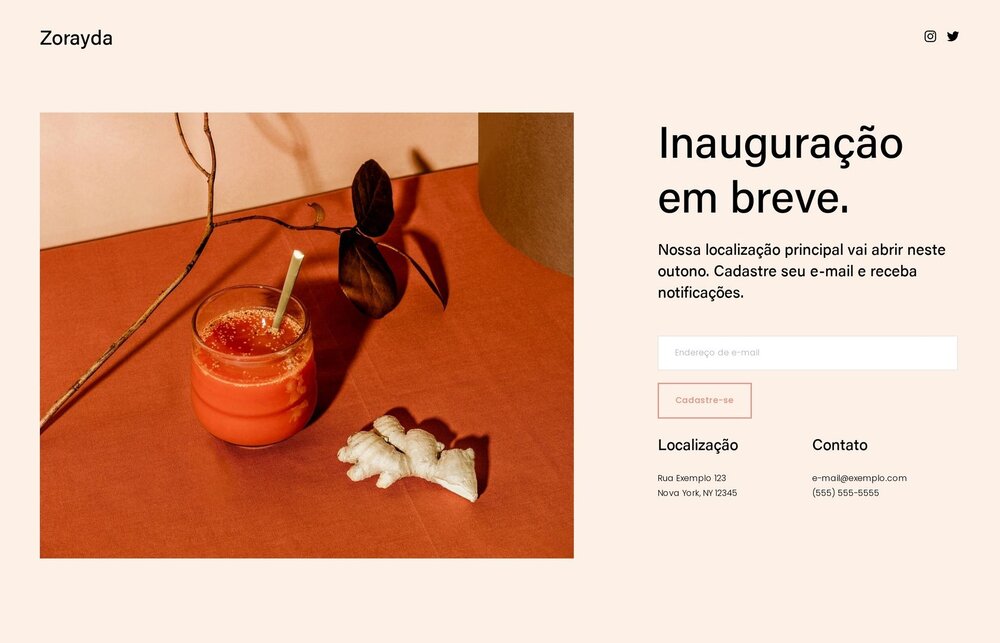 Zorayda
Inauguração
em breve.
Nossa localização principal vai abrir neste
outono. Cadastre seu e-mail e receba
notificações.
Endereço de e-mail
Cadastre-se
Localização
Contato
Rua Exemplo 123
Nova York, NY 12345
e-mail@exemplo.com
(555) 555-5555